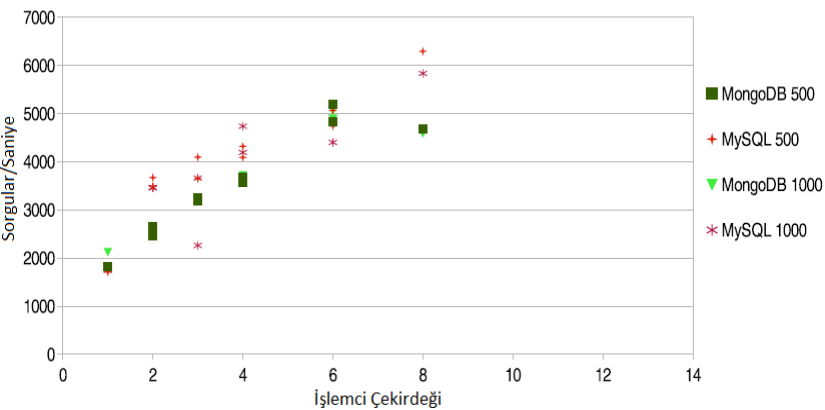 7000
6000
5000
4000
3000
2000
1000
0
Sorgular/Saniye
0 2 4 6 8 10 12 14
İşlemci Çekirdeği
MongoDB 500
MySQL 500
MongoDB 1000
MySQL 1000